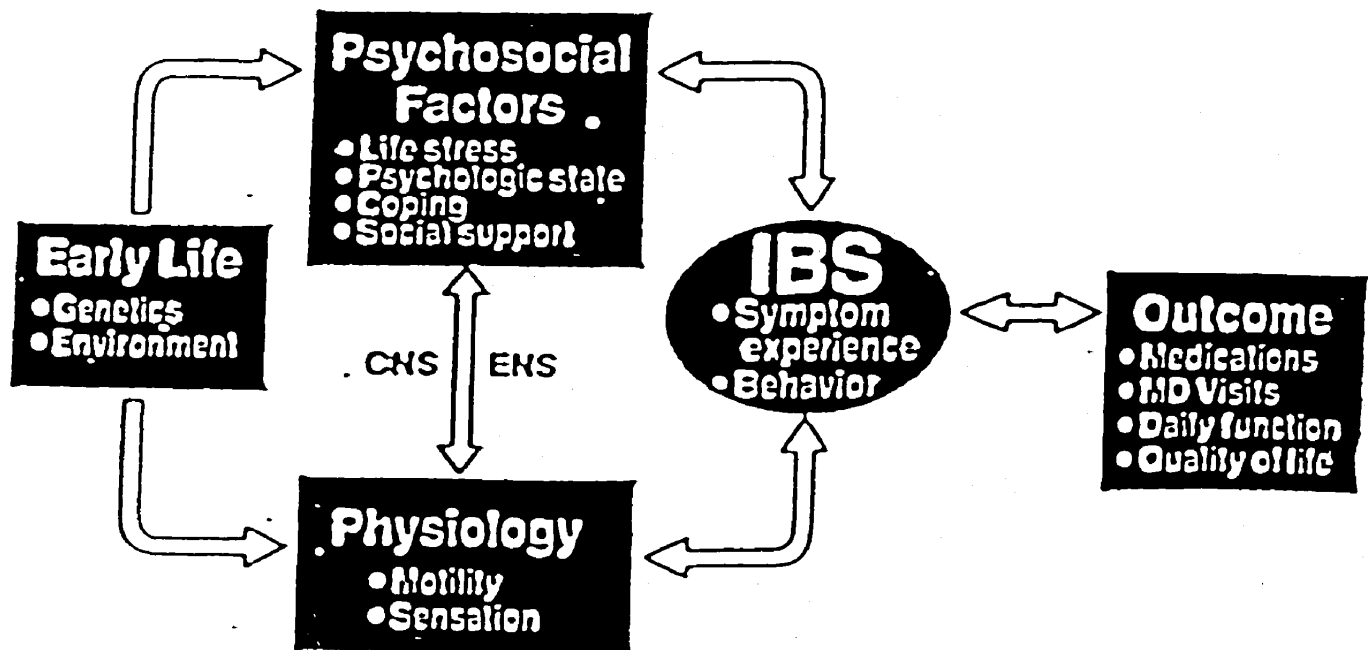 Psychosocial
Factors
● Life stress
● Psychologic state
● Coping
● Social support
Early Life
● Genetics
● Environment
CNS ENS
IBS
● Symptom
experience
● Behavior
Outcome
● Medications
● MD Visits
● Daily function
● Quality of life
Physiology
● Motility
● Sensation